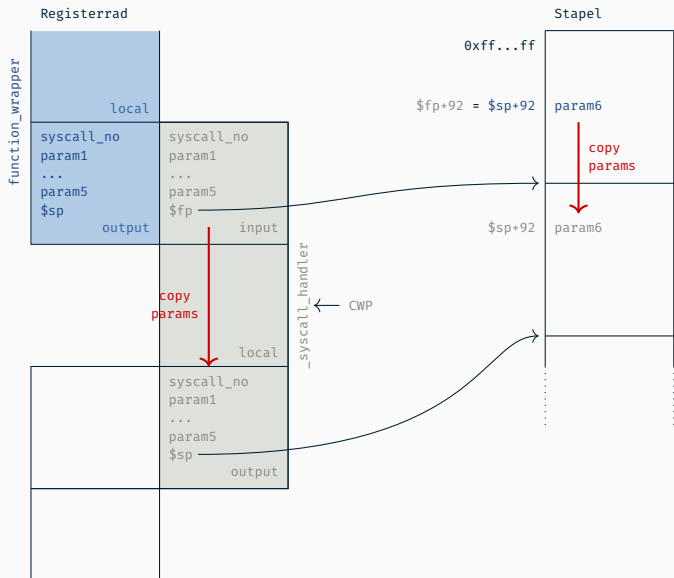 Registerrad
Stapel
0xff...ff
function_wrapper
local
$fp+92 = $sp+92
param6
syscall_no
param1
...
param5
$sp
output
syscall_no
param1
...
param5
$fp
input
copy
params
$sp+92
param6
_syscall_handler
CWP
copy
params
local
syscall_no
param1
...
param5
$sp
output